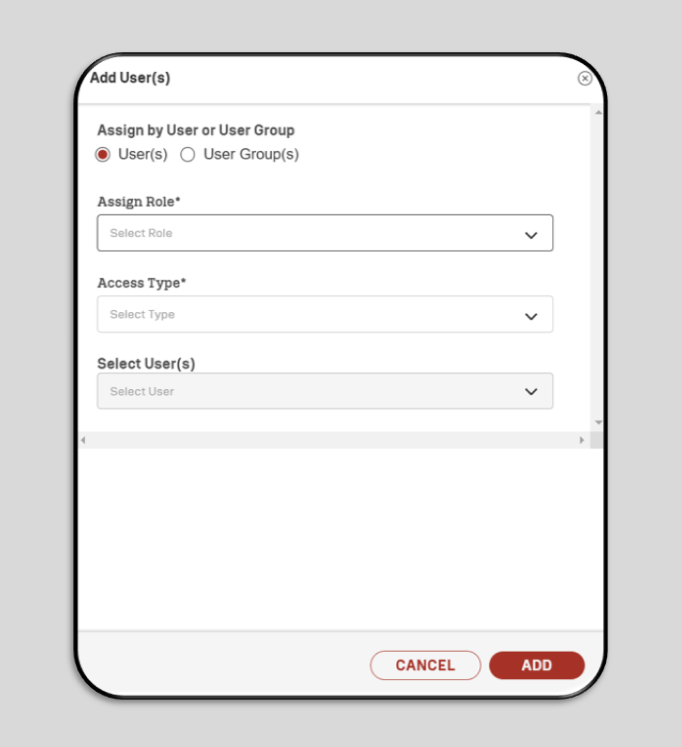 Add User(s)
Assign by User or User Group
User(s) User Group(s)
Assign Role*
Select Role
Access Type*
Select Type
Select User(s)
Select User
CANCEL ADD